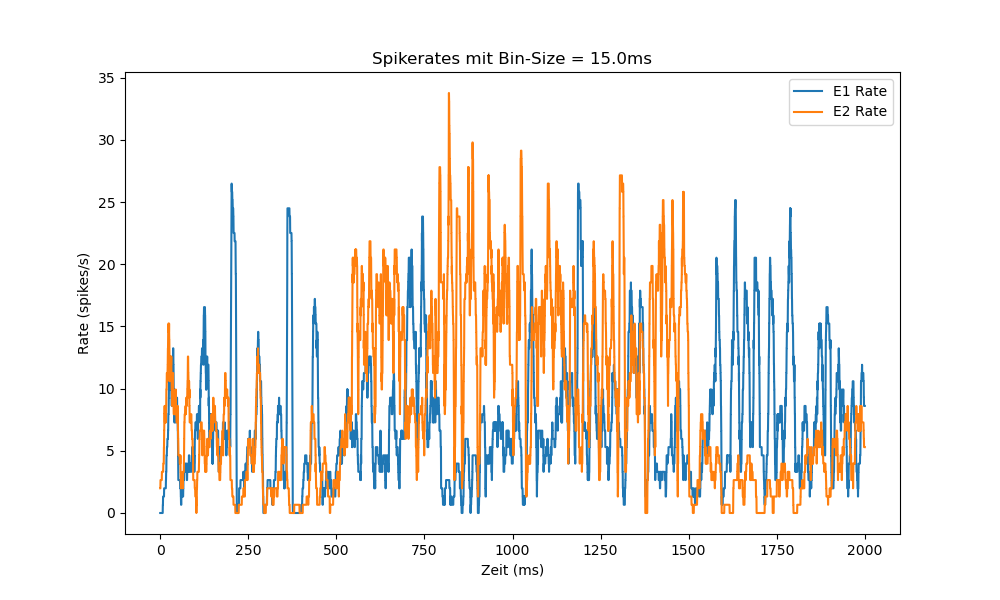 Spikerates mit Bin-Size = 15.0ms
E1 Rate
E2 Rate
Rate (spikes/s)
35
30
25
20
15
10
5
0
0 250 500 750 1000 1250 1500 1750 2000
Zeit (ms)